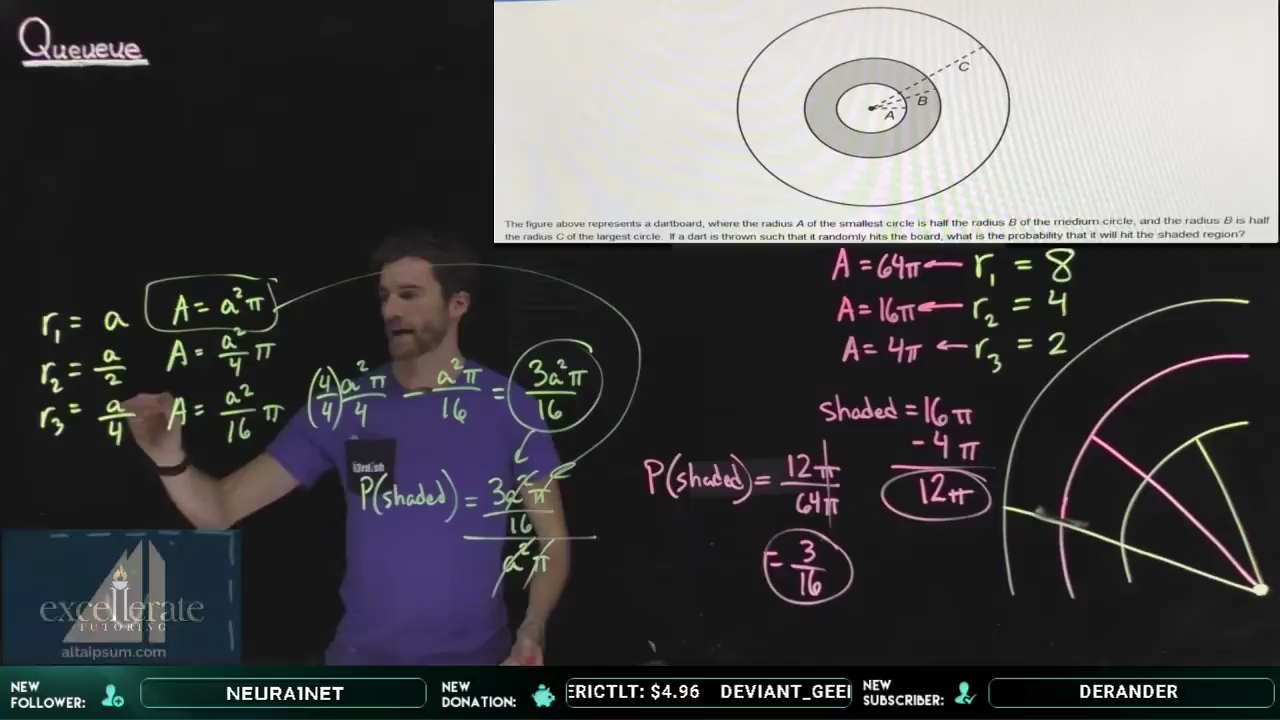 Queueve
C
B
A
The figure above represents a dartboard, where the radius A of the smallest circle is half the radius B of the medium circle, and the radius B is half
the radius C of the largest circle. If a dart is thrown such that it randomly hits the board, what is the probability that it will hit the shaded region?
r₁ = a A = a²π
r₂ = a/2 A = a²/4 π
r₃ = a/4 A = a²/16 π
(4/4) a²π/4 − a²π/16 = 3a²π/16
P(shaded) = 3a²π/16 / a²π
A = 64π ← r₁ = 8
A = 16π ← r₂ = 4
A = 4π ← r₃ = 2
shaded = 16π
- 4π
12π
P(shaded) = 12π/64π
= 3/16
excellerate
TUTORING
altaipsum.com
NEW
FOLLOWER:
NEURA1NET
NEW
DONATION:
ERICTLT: $4.96 DEVIANT_GEE
NEW
SUBSCRIBER:
DERANDER